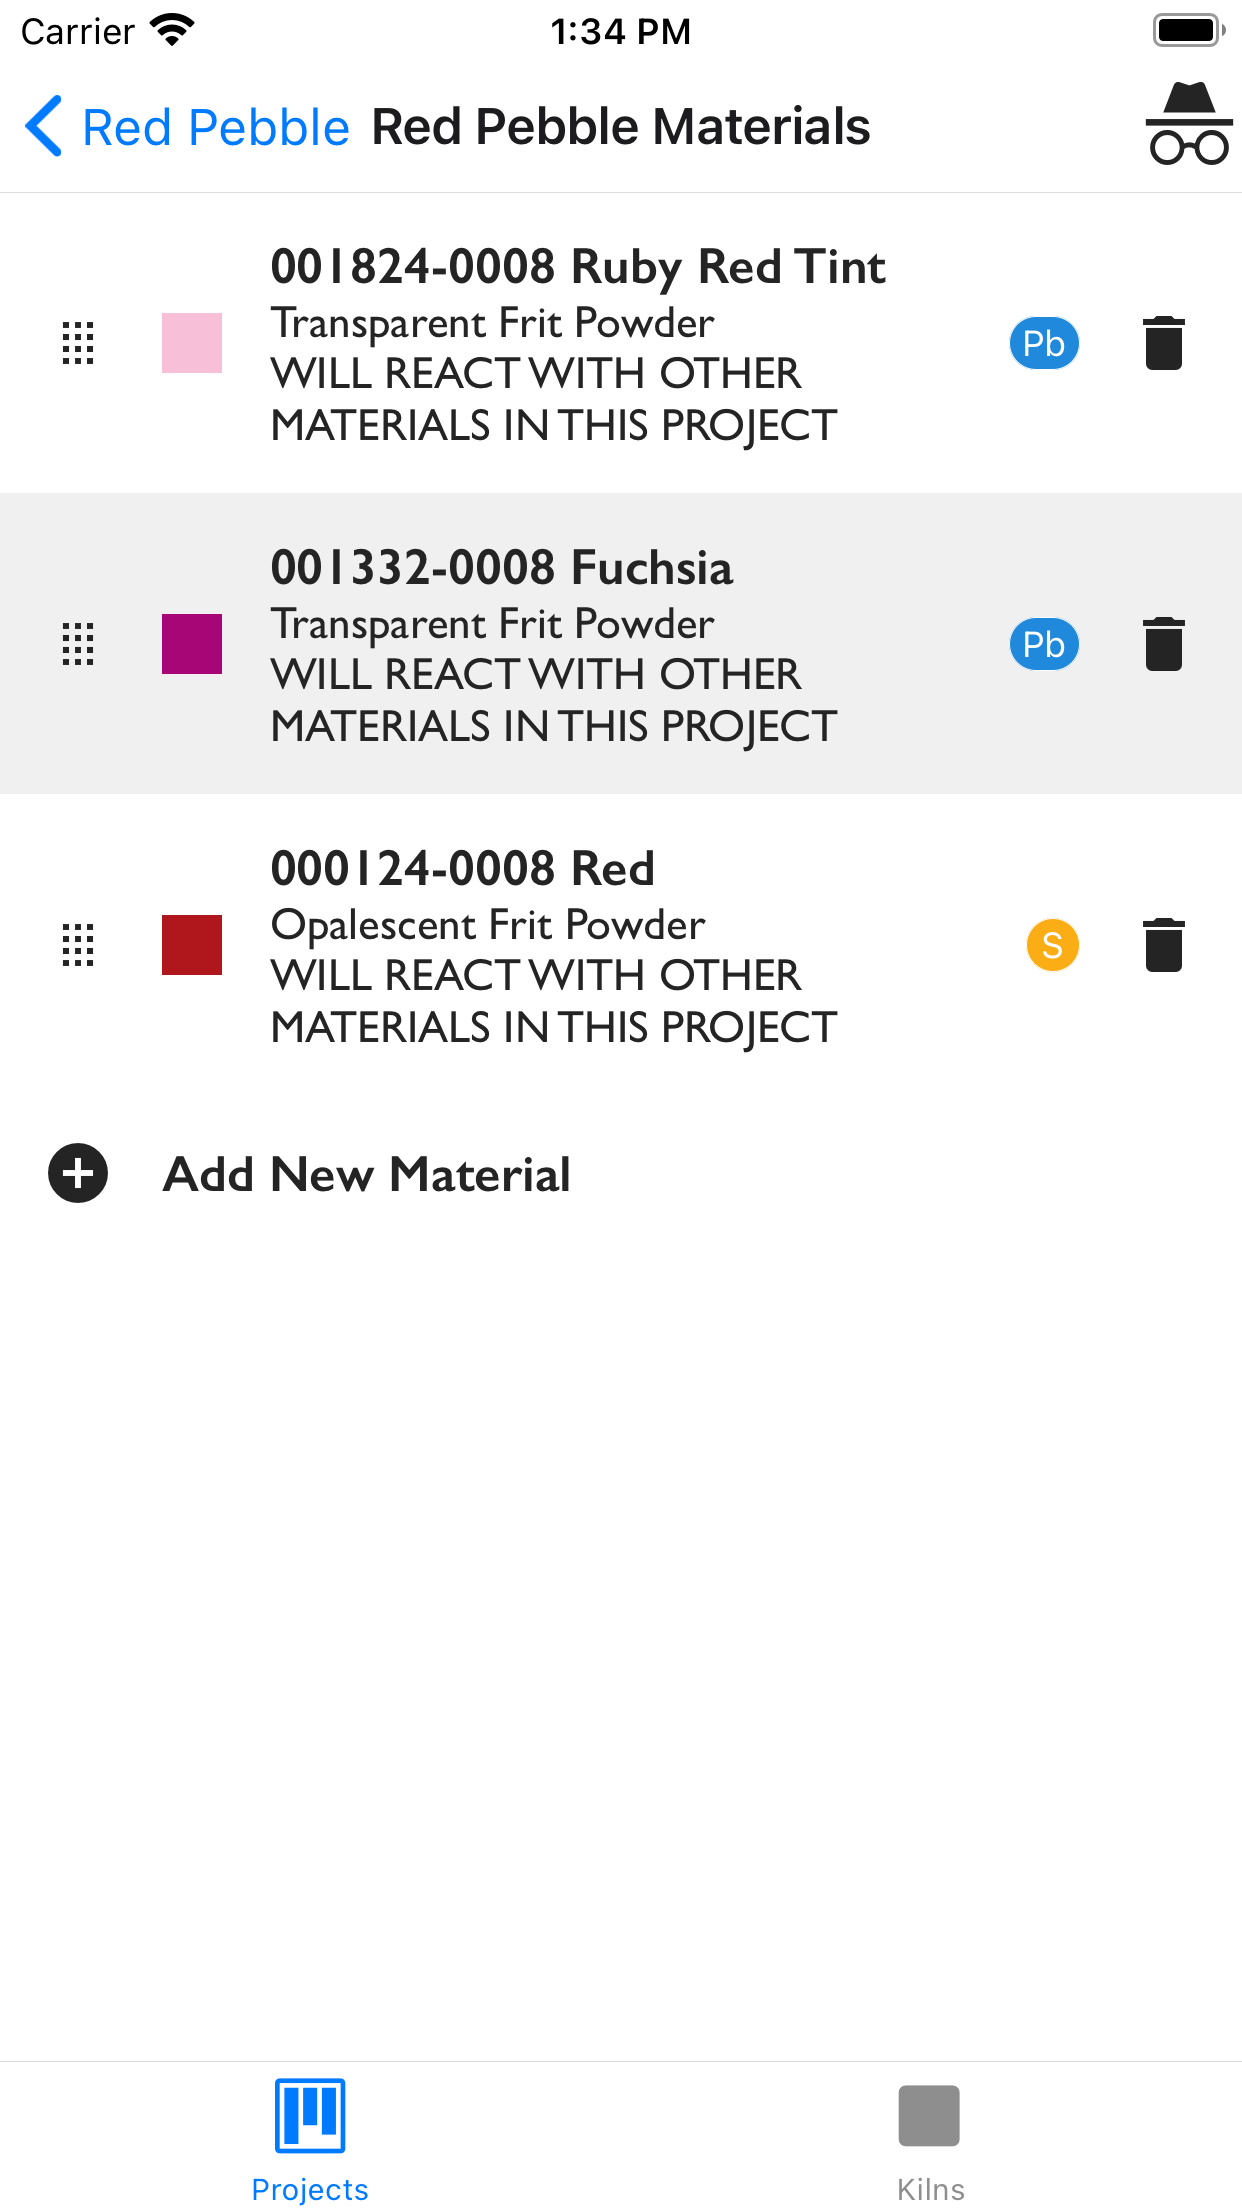 Carrier 1:34 PM
Red Pebble Red Pebble Materials
001824-0008 Ruby Red Tint
Transparent Frit Powder
WILL REACT WITH OTHER
MATERIALS IN THIS PROJECT
Pb
001332-0008 Fuchsia
Transparent Frit Powder
WILL REACT WITH OTHER
MATERIALS IN THIS PROJECT
Pb
000124-0008 Red
Opalescent Frit Powder
WILL REACT WITH OTHER
MATERIALS IN THIS PROJECT
S
Add New Material
Projects Kilns